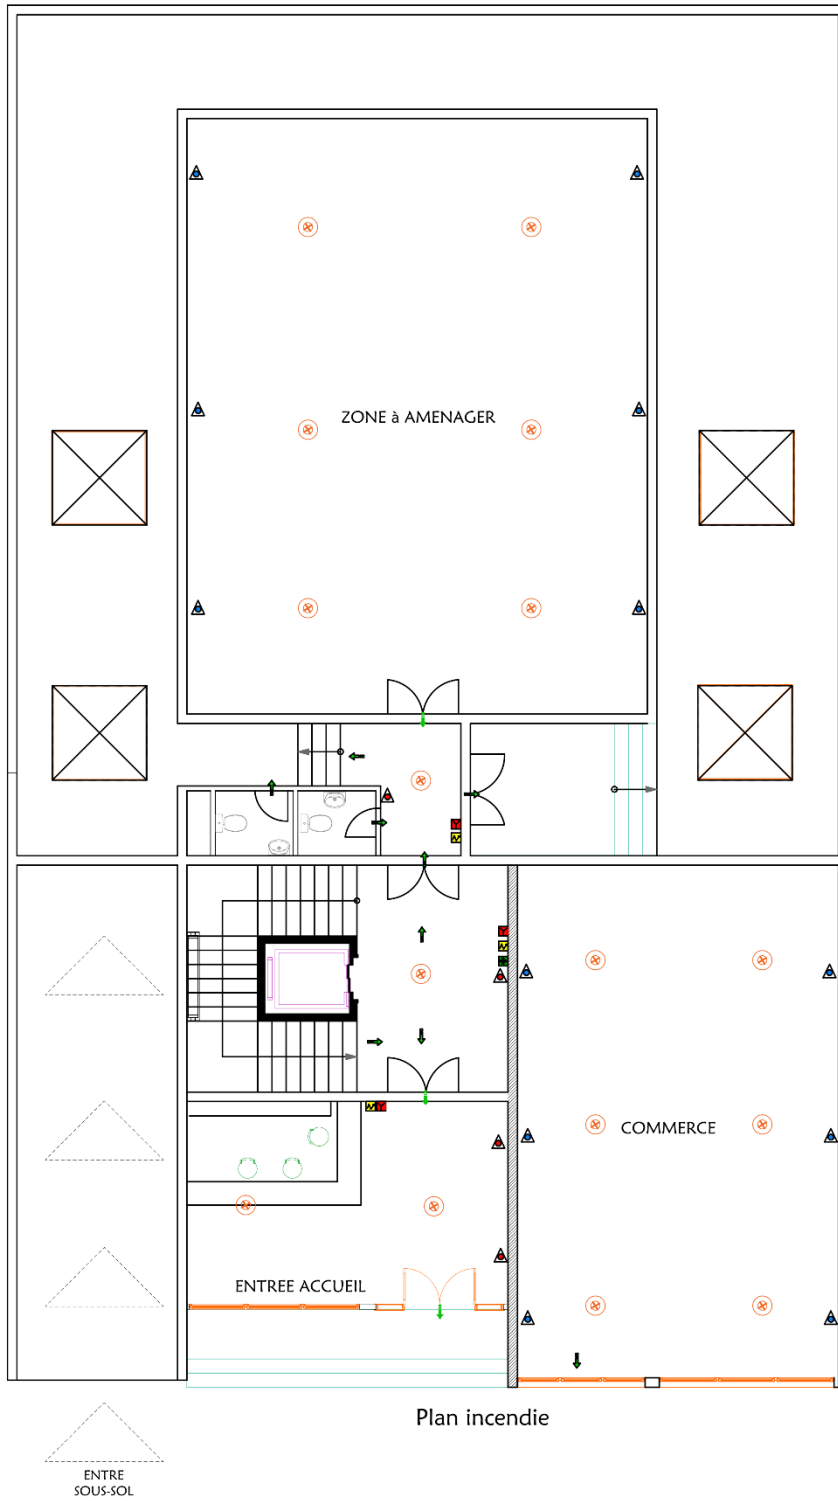 ZONE à AMENAGER
COMMERCE
ENTREE ACCUEIL
Plan incendie
ENTRE
SOUS-SOL